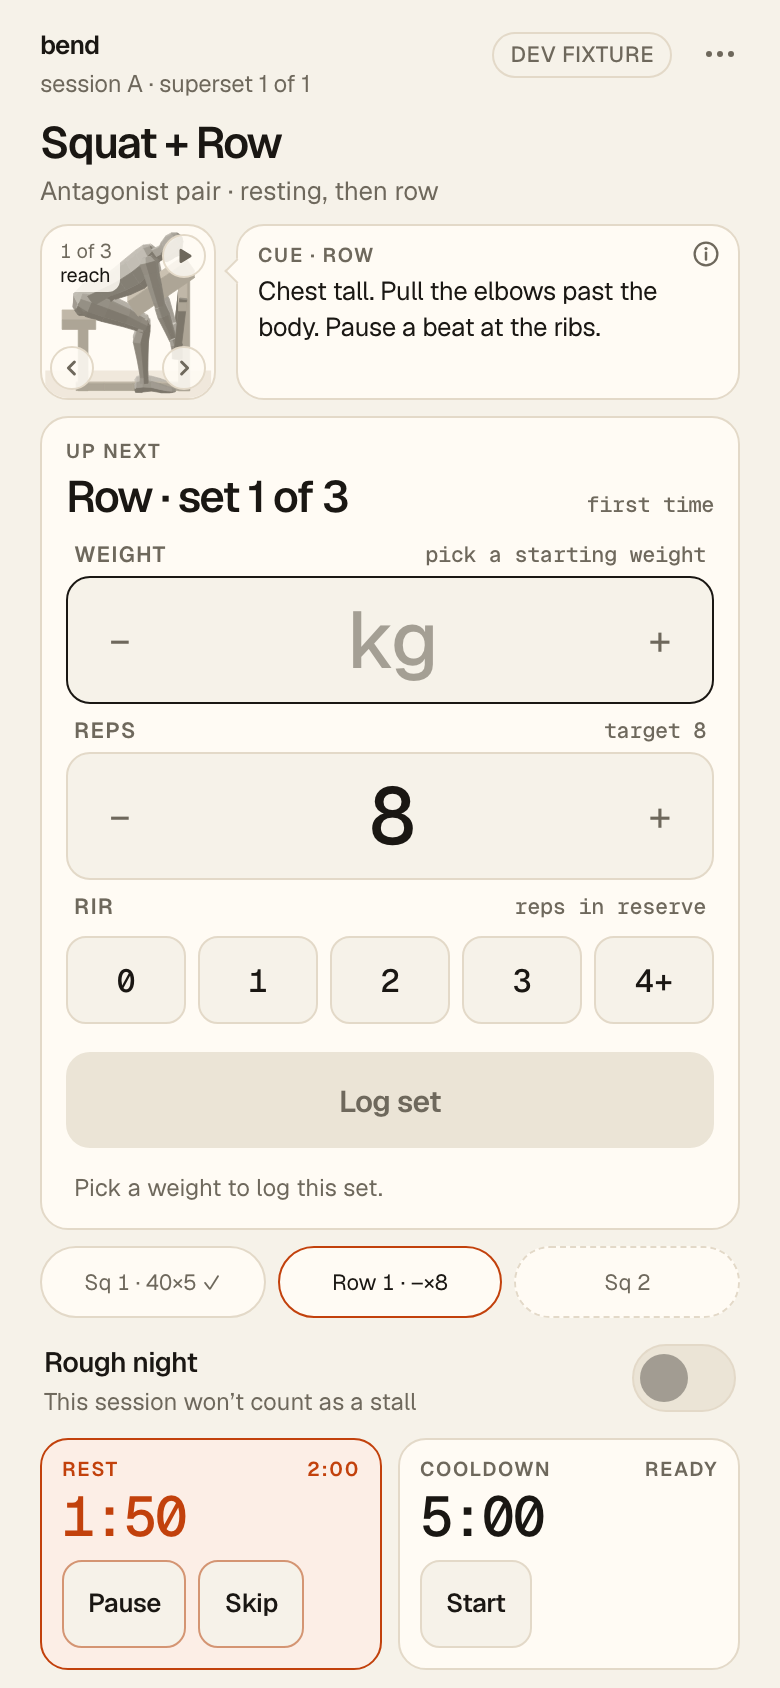 bend
DEV FIXTURE
session A · superset 1 of 1
Squat + Row
Antagonist pair · resting, then row
1 of 3
reach
CUE · ROW
Chest tall. Pull the elbows past the
body. Pause a beat at the ribs.
UP NEXT
Row · set 1 of 3
first time
WEIGHT
pick a starting weight
− kg +
REPS
target 8
− 8 +
RIR
reps in reserve
0 1 2 3 4+
Log set
Pick a weight to log this set.
Sq 1 · 40×5 ✓
Row 1 · –×8
Sq 2
Rough night
This session won’t count as a stall
REST 2:00
1:50
Pause Skip
COOLDOWN READY
5:00
Start